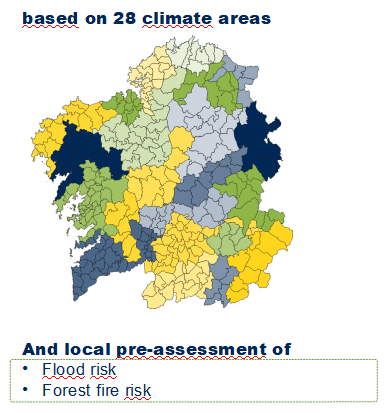 based on 28 climate areas
And local pre-assessment of
• Flood risk
• Forest fire risk